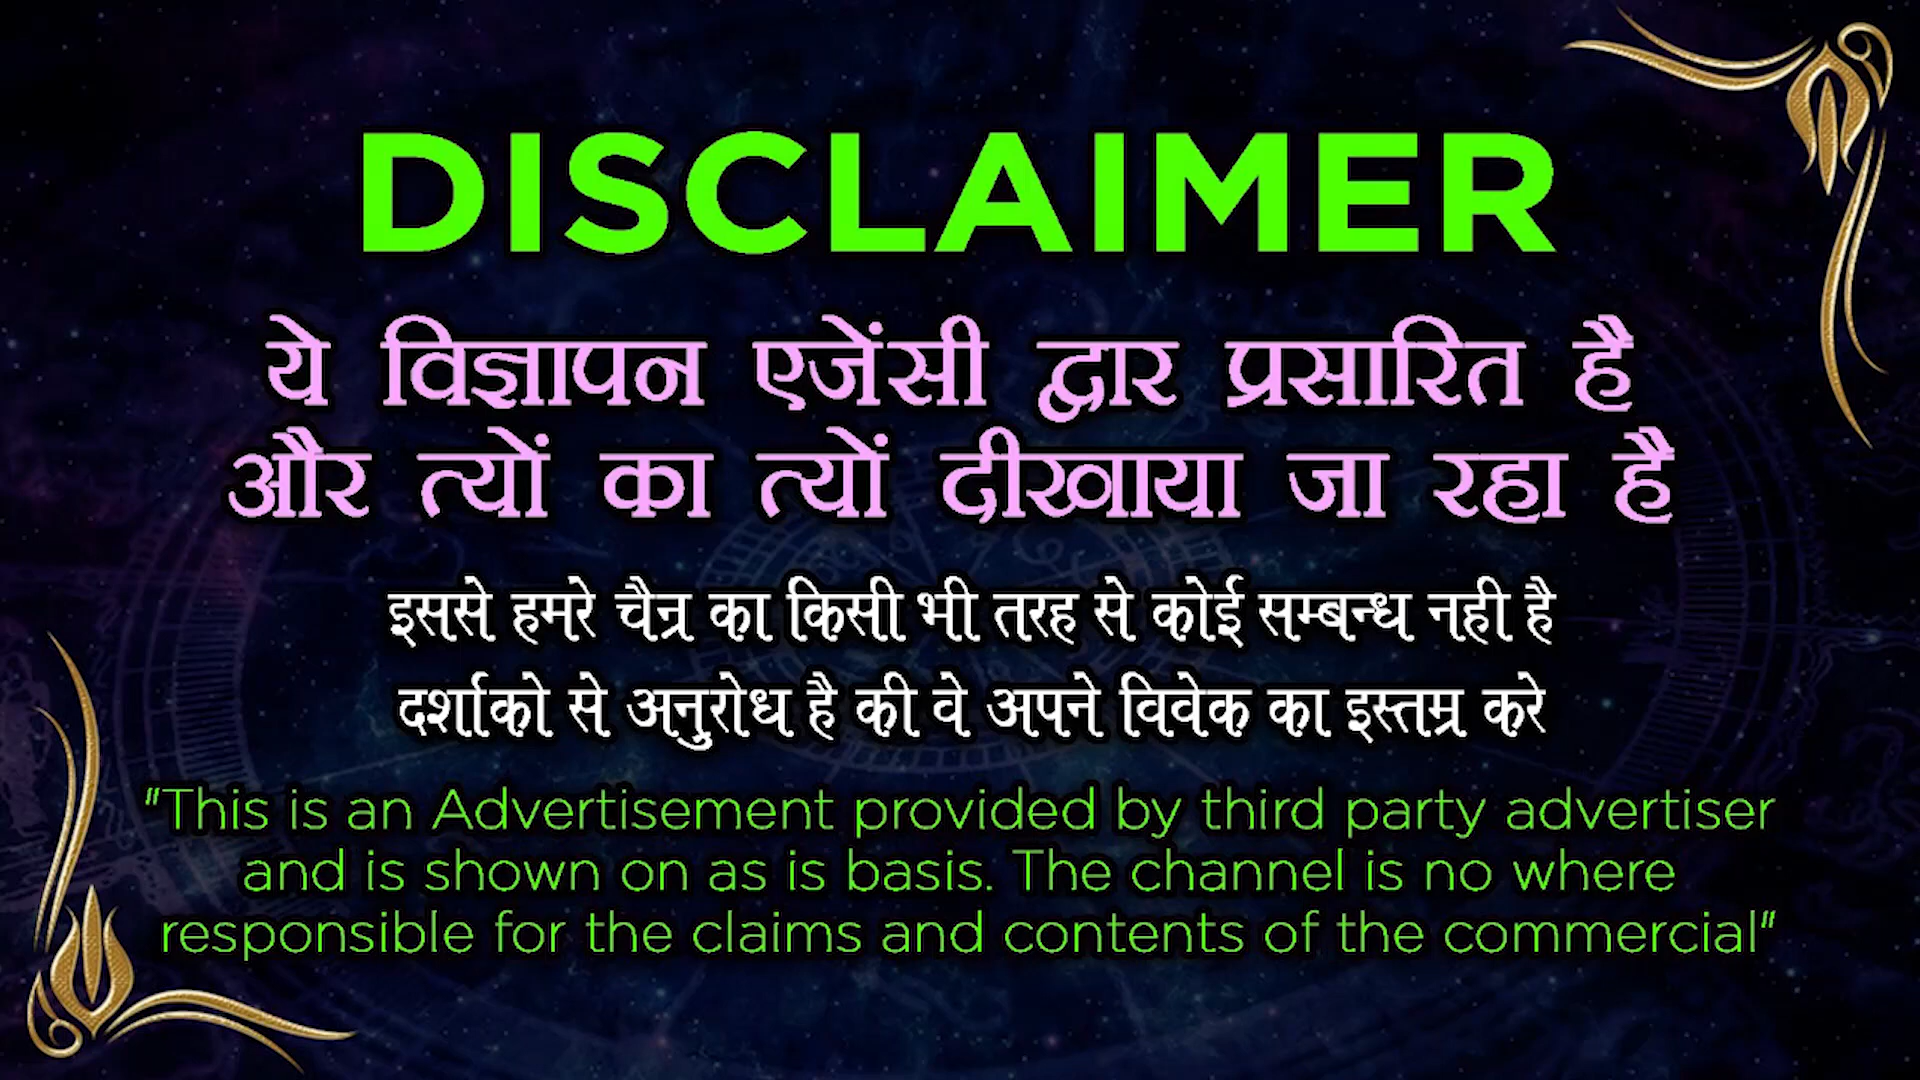 DISCLAIMER
ये विज्ञापन एजेंसी द्वार प्रसारित है
और त्यों का त्यों दीखाया जा रहा है
इससे हमरे चैन्र का किसी भी तरह से कोई सम्बन्ध नही है
दर्शाको से अनुरोध है की वे अपने विवेक का इस्तम्र करे
"This is an Advertisement provided by third party advertiser
and is shown on as is basis. The channel is no where
responsible for the claims and contents of the commercial"